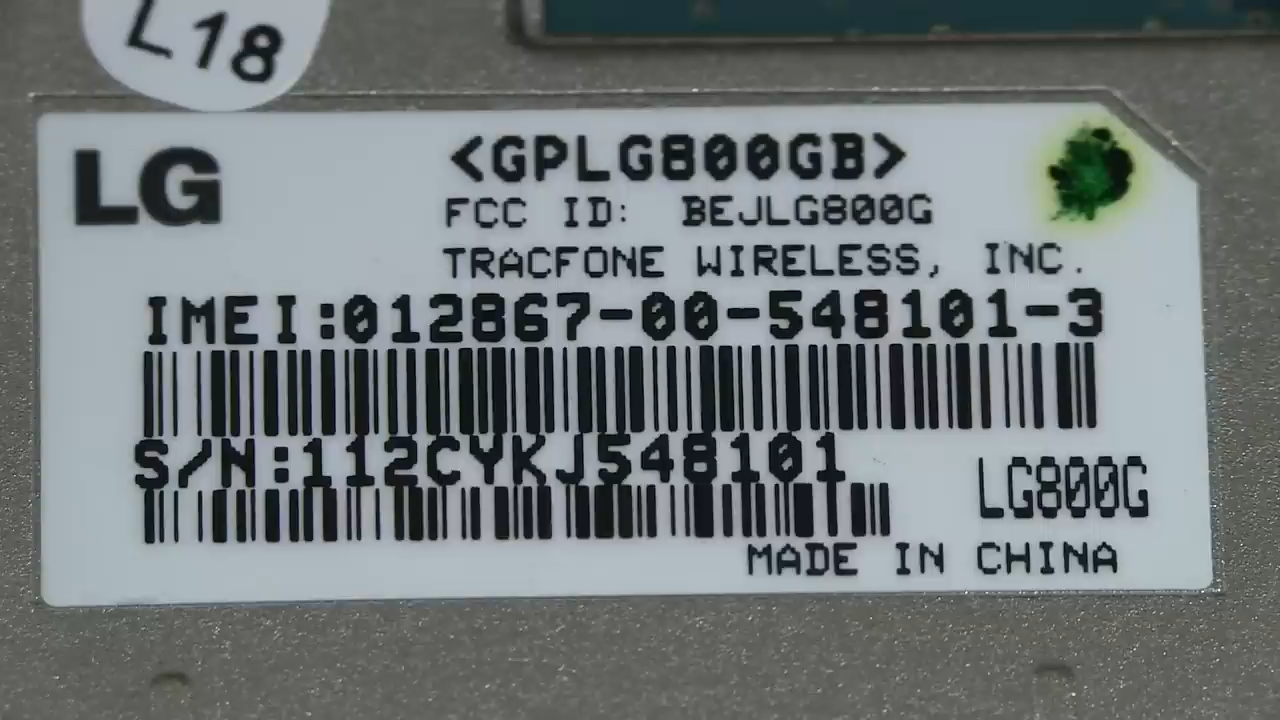 L18
LG
<GPLG800GB>
FCC ID: BEJLG800G
TRACFONE WIRELESS, INC.
IMEI:012867-00-548101-3
S/N:112CYKJ548101
LG800G
MADE IN CHINA